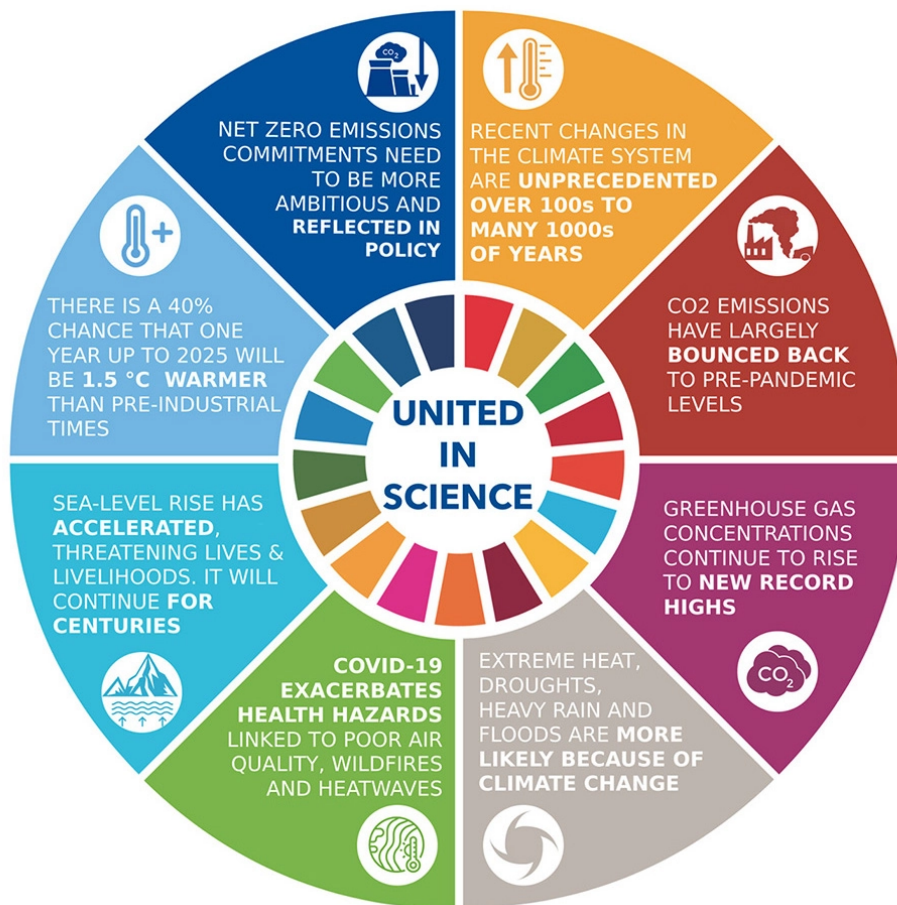 NET ZERO EMISSIONS
COMMITMENTS NEED
TO BE MORE
AMBITIOUS AND
REFLECTED IN
POLICY
RECENT CHANGES IN
THE CLIMATE SYSTEM
ARE UNPRECEDENTED
OVER 100s TO
MANY 1000s
OF YEARS
CO2 EMISSIONS
HAVE LARGELY
BOUNCED BACK
TO PRE-PANDEMIC
LEVELS
GREENHOUSE GAS
CONCENTRATIONS
CONTINUE TO RISE
TO NEW RECORD
HIGHS
CO2
EXTREME HEAT,
DROUGHTS,
HEAVY RAIN AND
FLOODS ARE MORE
LIKELY BECAUSE OF
CLIMATE CHANGE
COVID-19
EXACERBATES
HEALTH HAZARDS
LINKED TO POOR AIR
QUALITY, WILDFIRES
AND HEATWAVES
SEA-LEVEL RISE HAS
ACCELERATED,
THREATENING LIVES &
LIVELIHOODS. IT WILL
CONTINUE FOR
CENTURIES
THERE IS A 40%
CHANCE THAT ONE
YEAR UP TO 2025 WILL
BE 1.5 °C WARMER
THAN PRE-INDUSTRIAL
TIMES
CO2
UNITED
IN
SCIENCE